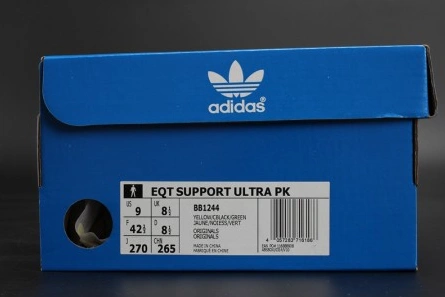 adidas®
EQT SUPPORT ULTRA PK
US 9 UK 8½
F 42⅔ D 8½
J 270 CHN 265
BB1244
YELLOW/CBLACK/GREEN
JAUNE/NOIESS/VERT
ORIGINALS
ORIGINALS
MADE IN CHINA
FABRIQUE EN CHINE